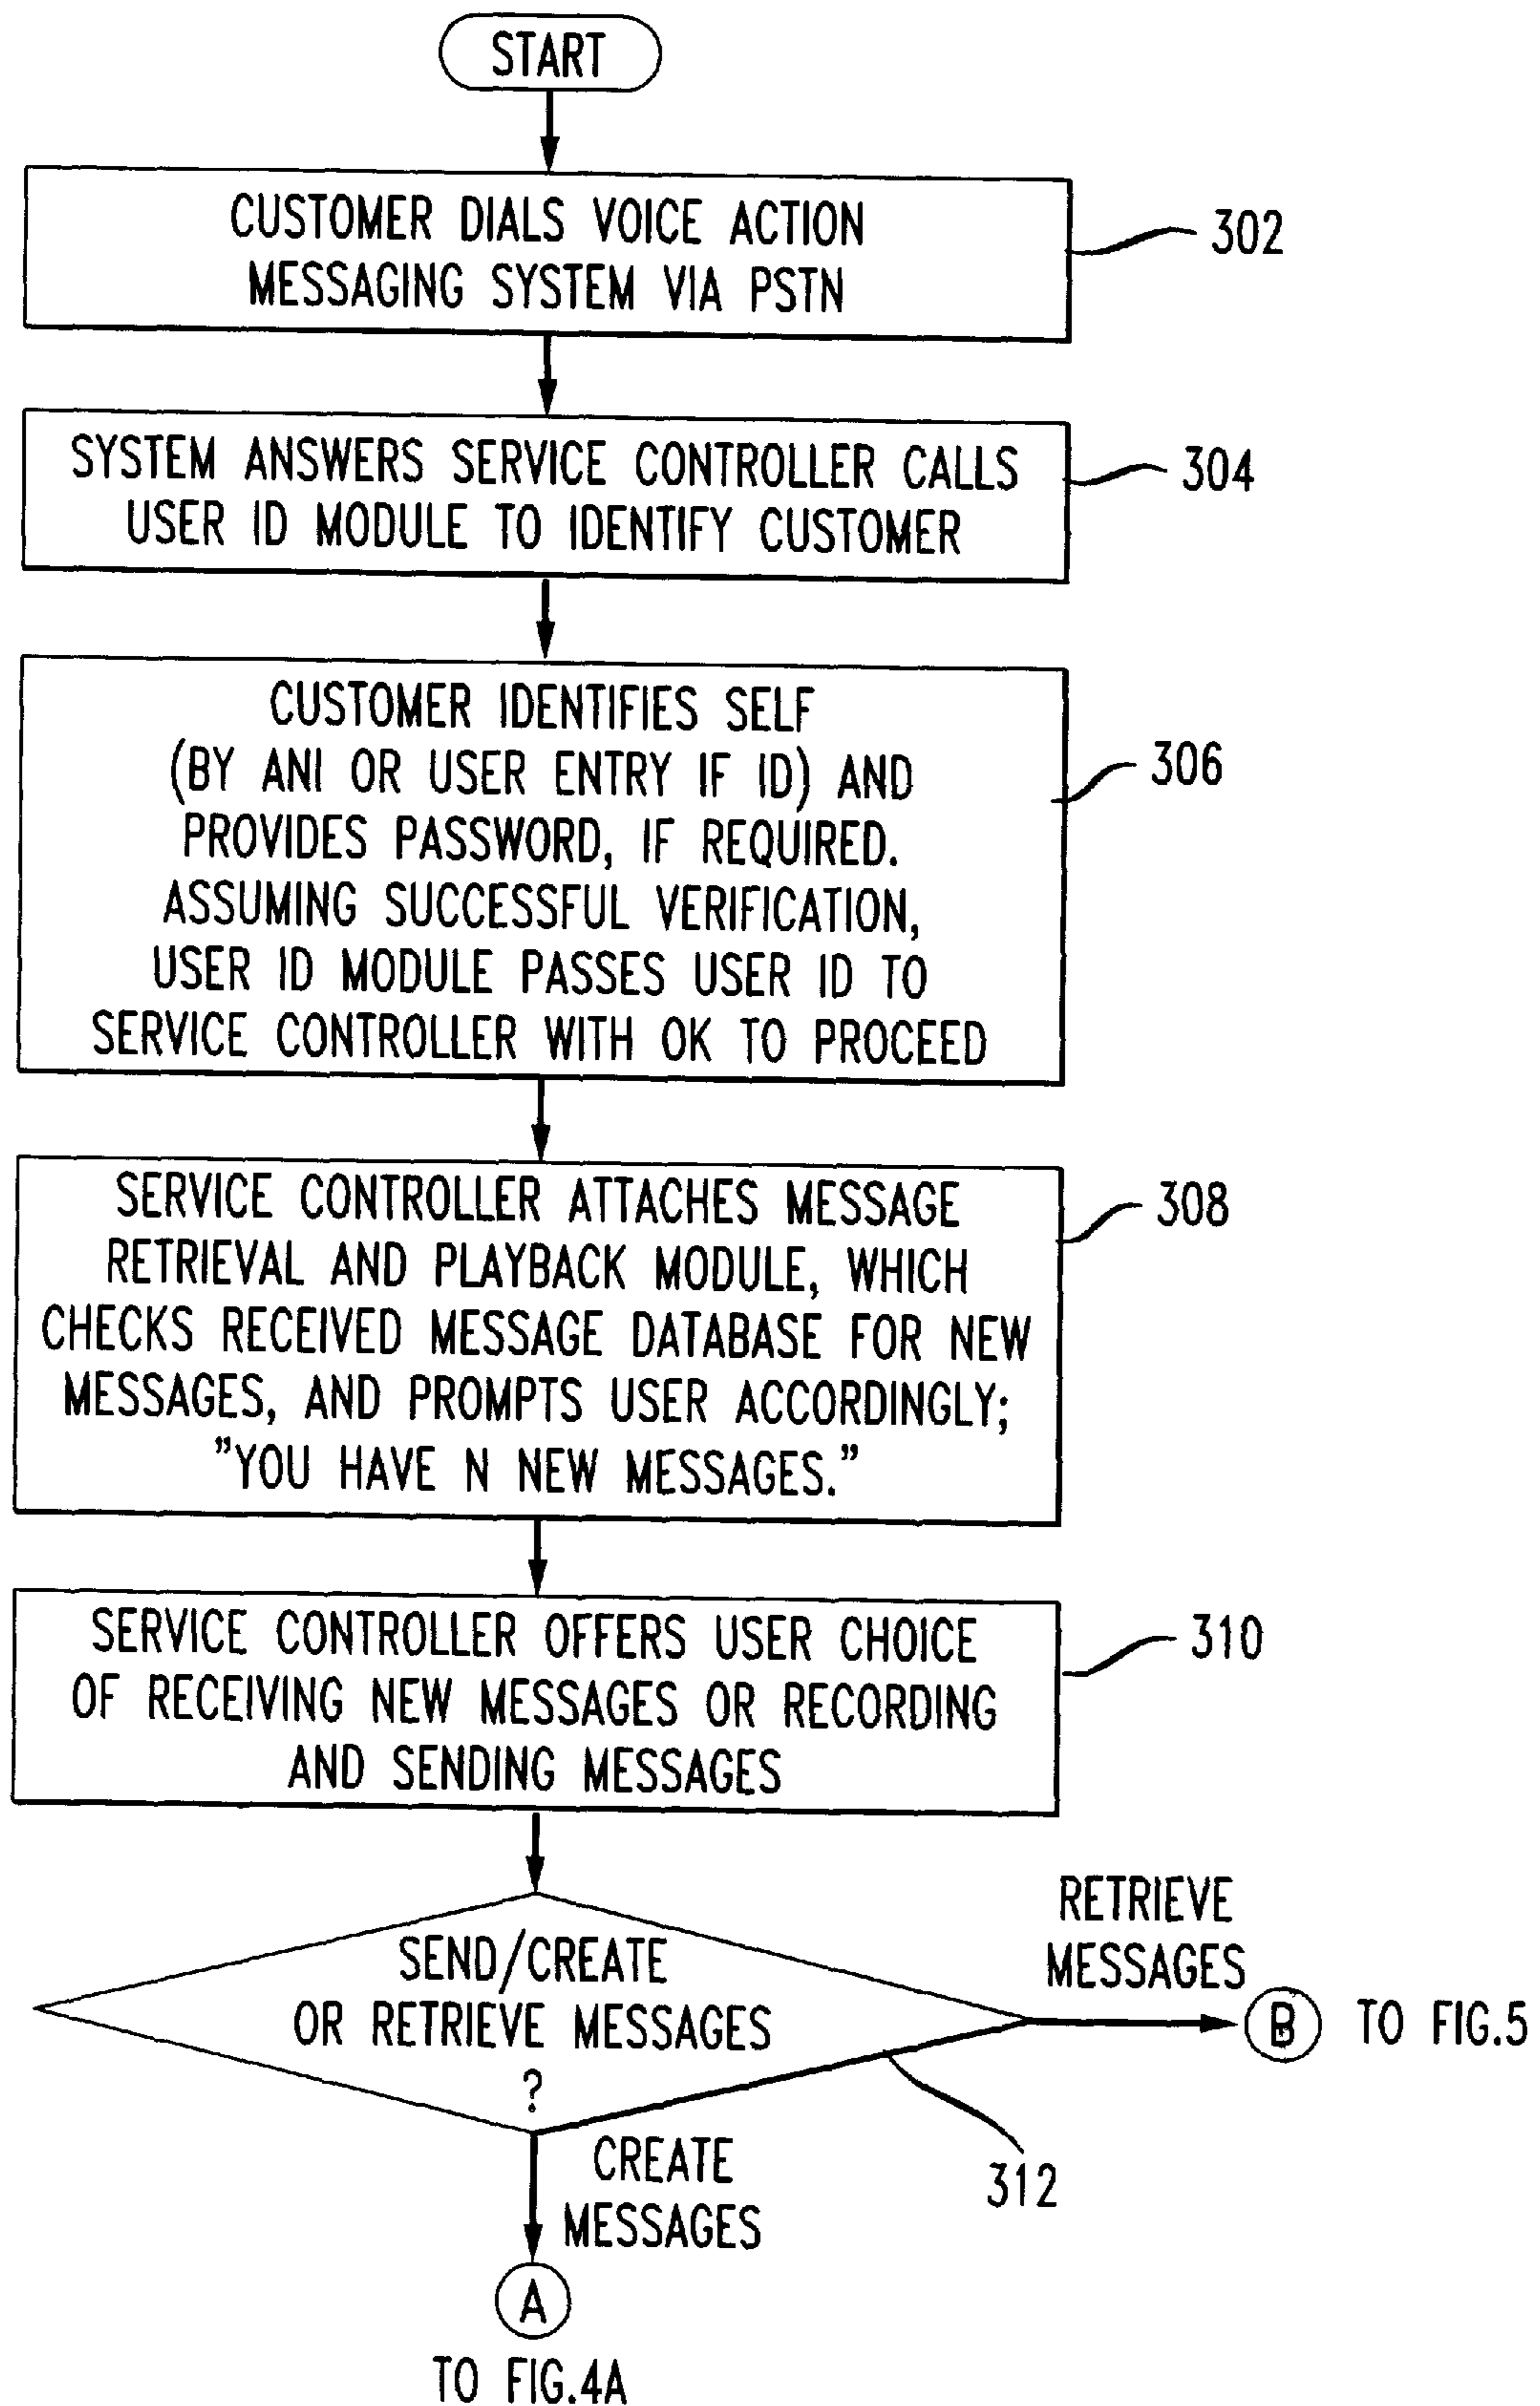 START
CUSTOMER DIALS VOICE ACTION
MESSAGING SYSTEM VIA PSTN
302
SYSTEM ANSWERS SERVICE CONTROLLER CALLS
USER ID MODULE TO IDENTIFY CUSTOMER
304
CUSTOMER IDENTIFIES SELF
(BY ANI OR USER ENTRY IF ID) AND
PROVIDES PASSWORD, IF REQUIRED.
ASSUMING SUCCESSFUL VERIFICATION,
USER ID MODULE PASSES USER ID TO
SERVICE CONTROLLER WITH OK TO PROCEED
306
SERVICE CONTROLLER ATTACHES MESSAGE
RETRIEVAL AND PLAYBACK MODULE, WHICH
CHECKS RECEIVED MESSAGE DATABASE FOR NEW
MESSAGES, AND PROMPTS USER ACCORDINGLY;
"YOU HAVE N NEW MESSAGES."
308
SERVICE CONTROLLER OFFERS USER CHOICE
OF RECEIVING NEW MESSAGES OR RECORDING
AND SENDING MESSAGES
310
SEND/CREATE
OR RETRIEVE MESSAGES
?
RETRIEVE
MESSAGES
B TO FIG.5
312
CREATE
MESSAGES
A
TO FIG.4A